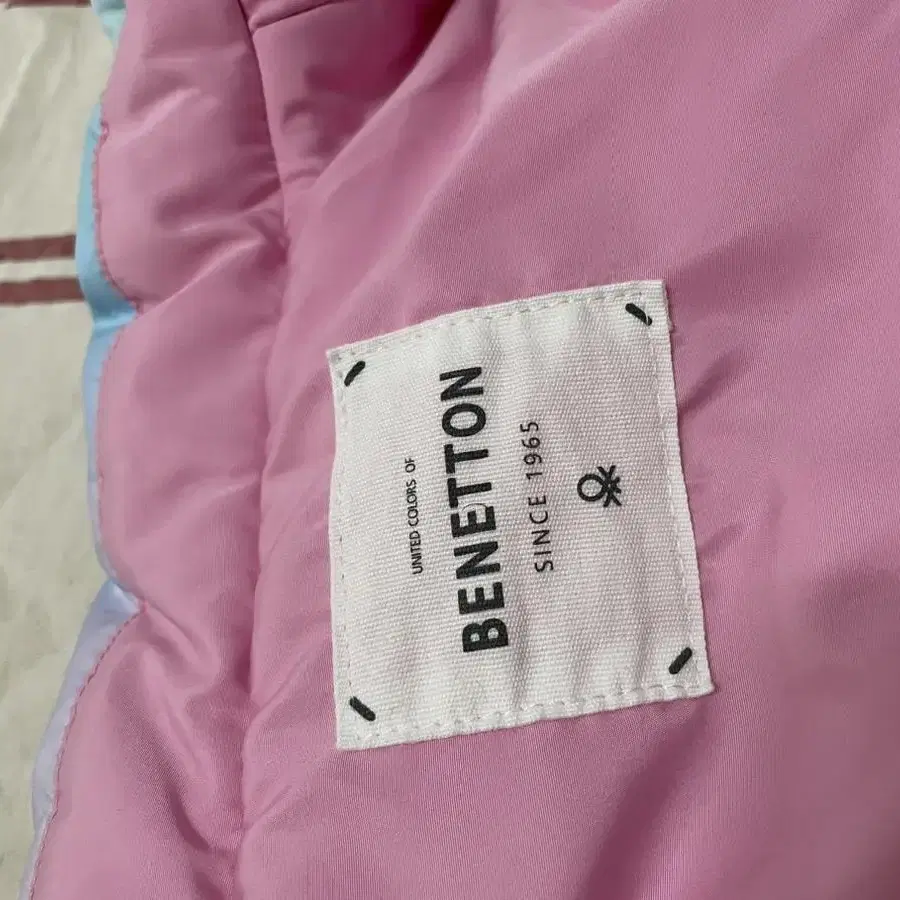 UNITED COLORS OF
BENETTON
SINCE 1965